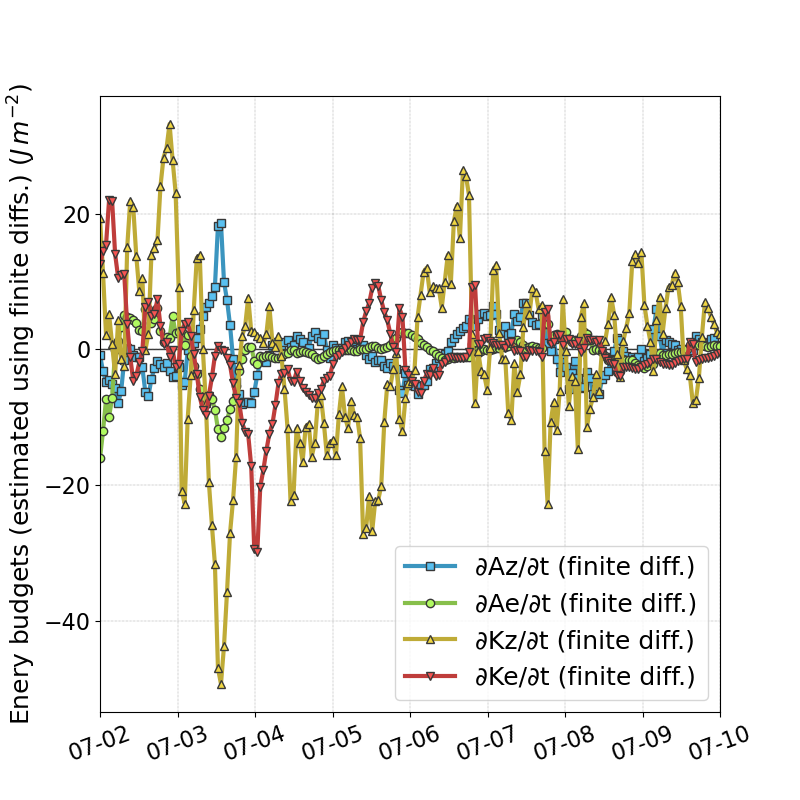 Enery budgets (estimated using finite diffs.) (J m⁻²)
20
0
−20
−40
∂Az/∂t (finite diff.)
∂Ae/∂t (finite diff.)
∂Kz/∂t (finite diff.)
∂Ke/∂t (finite diff.)
07-02 07-03 07-04 07-05 07-06 07-07 07-08 07-09 07-10